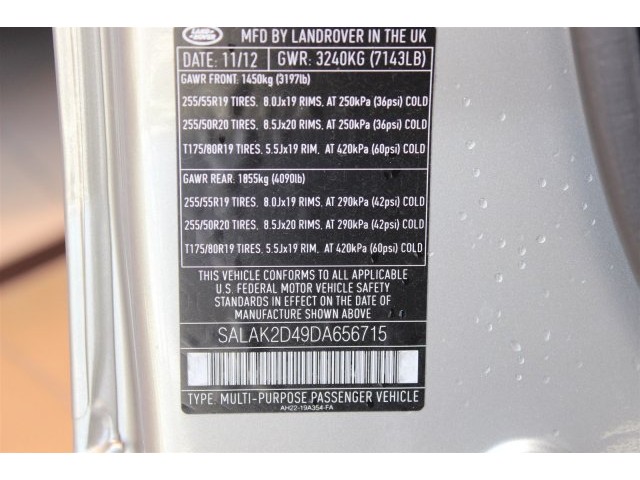 LAND ROVER
MFD BY LANDROVER IN THE UK
DATE: 11/12 GWR: 3240KG (7143LB)
GAWR FRONT: 1450kg (3197lb)
255/55R19 TIRES, 8.0Jx19 RIMS, AT 250kPa (36psi) COLD
255/50R20 TIRES, 8.5Jx20 RIMS, AT 250kPa (36psi) COLD
T175/80R19 TIRES, 5.5Jx19 RIM, AT 420kPa (60psi) COLD
GAWR REAR: 1855kg (4090lb)
255/55R19 TIRES, 8.0Jx19 RIMS, AT 290kPa (42psi) COLD
255/50R20 TIRES, 8.5Jx20 RIMS, AT 290kPa (42psi) COLD
T175/80R19 TIRES, 5.5Jx19 RIM, AT 420kPa (60psi) COLD
THIS VEHICLE CONFORMS TO ALL APPLICABLE
U.S. FEDERAL MOTOR VEHICLE SAFETY
STANDARDS IN EFFECT ON THE DATE OF
MANUFACTURE SHOWN ABOVE
SALAK2D49DA656715
TYPE: MULTI-PURPOSE PASSENGER VEHICLE
AH22-19A354-FA